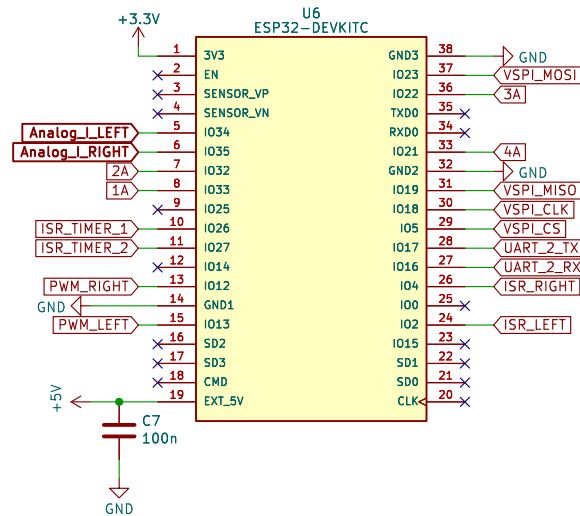 U6
ESP32-DEVKITC
+3.3V
1 3V3 GND3 38 GND
2 EN IO23 37 VSPI_MOSI
3 SENSOR_VP IO22 36 3A
4 SENSOR_VN TXD0 35
Analog_I_LEFT 5 IO34 RXD0 34
Analog_I_RIGHT 6 IO35 IO21 33 4A
2A 7 IO32 GND2 32 GND
1A 8 IO33 IO19 31 VSPI_MISO
9 IO25 IO18 30 VSPI_CLK
ISR_TIMER_1 10 IO26 IO5 29 VSPI_CS
ISR_TIMER_2 11 IO27 IO17 28 UART_2_TX
12 IO14 IO16 27 UART_2_RX
PWM_RIGHT 13 IO12 IO4 26 ISR_RIGHT
GND 14 GND1 IO0 25
PWM_LEFT 15 IO13 IO2 24 ISR_LEFT
16 SD2 IO15 23
17 SD3 SD1 22
18 CMD SD0 21
+5V 19 EXT_5V CLK 20
C7
100n
GND